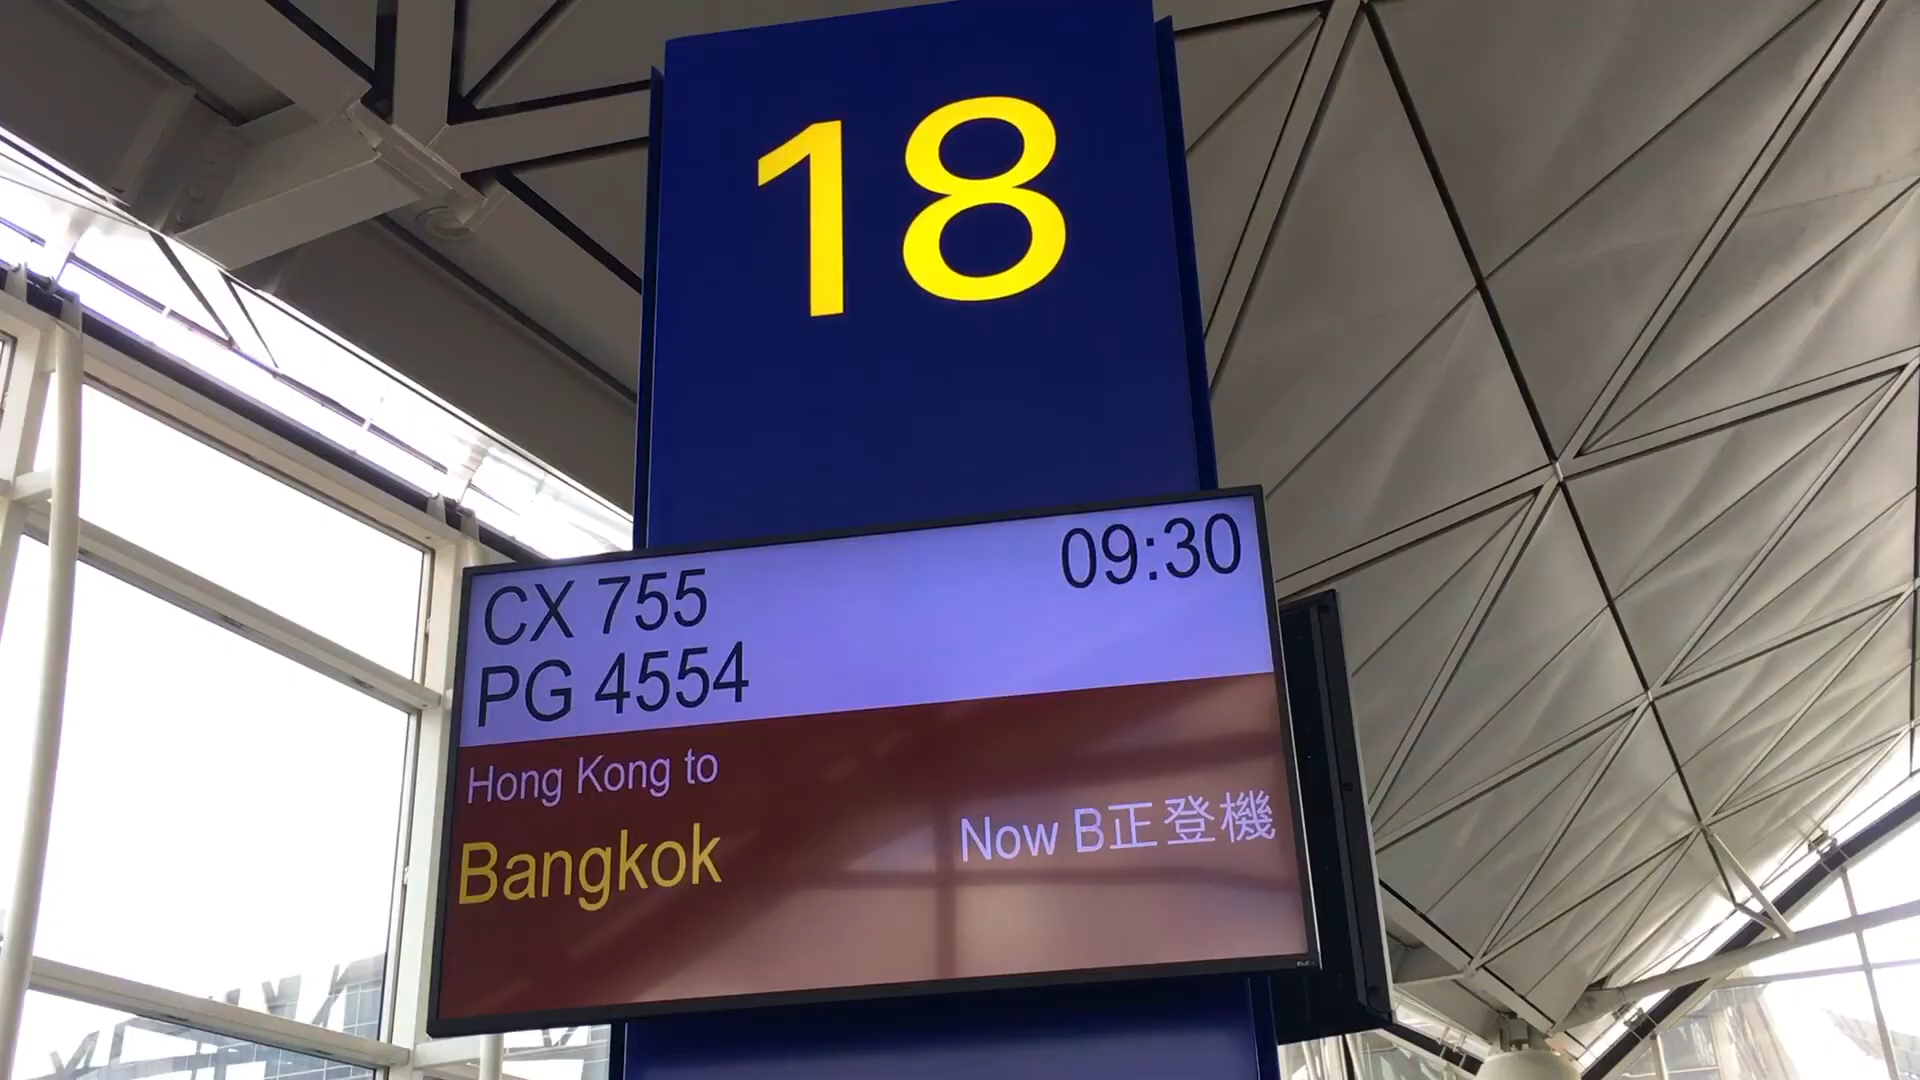 18
CX 755
09:30
PG 4554
Hong Kong to
Bangkok
Now B正登機